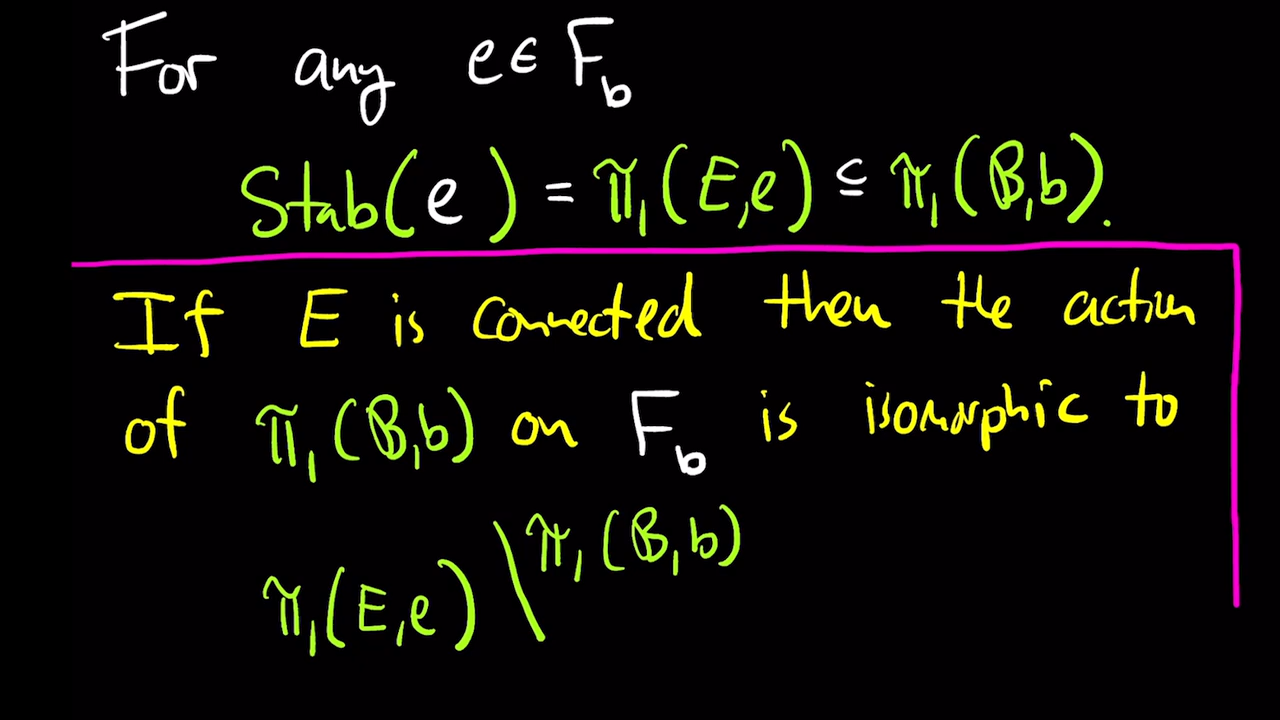 For any e ∈ F_b
Stab(e) = π₁(E,e) ⊆ π₁(B,b).
If E is connected then the action
of π₁(B,b) on F_b is isomorphic to
π₁(E,e) \ π₁(B,b)